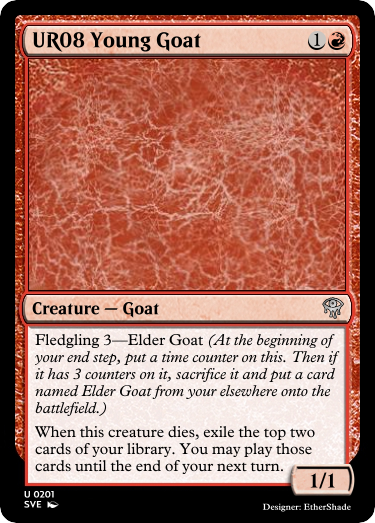 UR08 Young Goat 1
Creature — Goat
Fledgling 3—Elder Goat (At the beginning of
your end step, put a time counter on this. Then if
it has 3 counters on it, sacrifice it and put a card
named Elder Goat from your elsewhere onto the
battlefield.)
When this creature dies, exile the top two
cards of your library. You may play those
cards until the end of your next turn.
1/1
U 0201
SVE
Designer: EtherShade